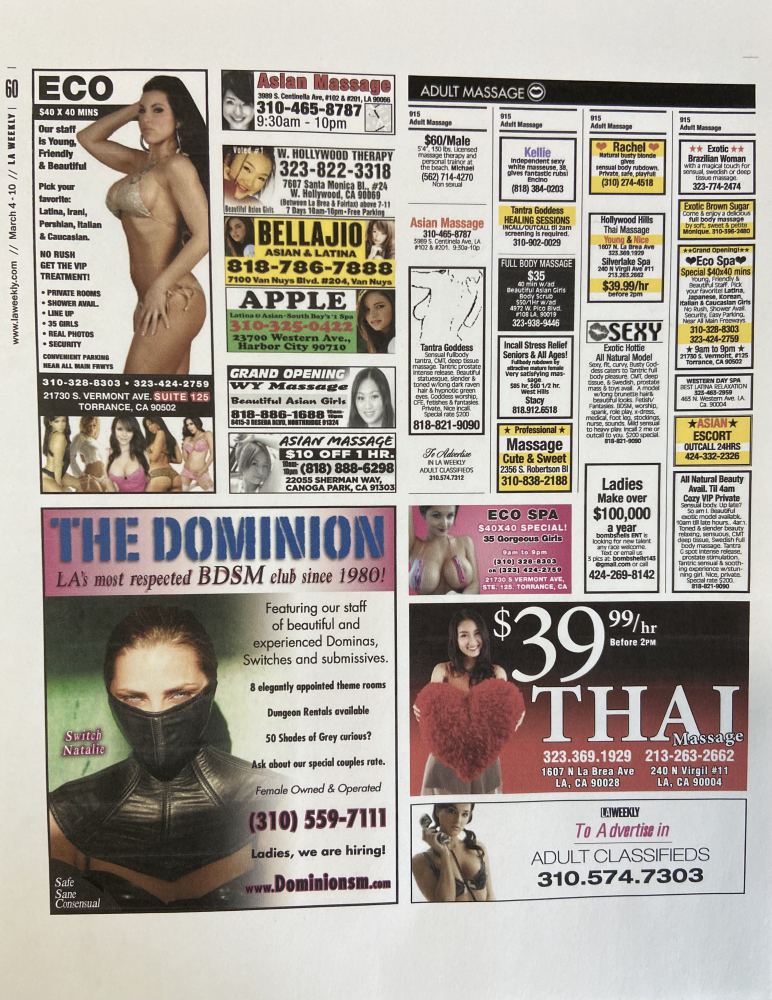 60
www.laweekly.com // March 4 - 10 // LA WEEKLY |
ECO
$40 X 40 MINS
Our staff
is Young,
Friendly
& Beautiful
Pick your
favorite:
Latina, Irani,
Pershian, Italian
& Caucasian.
NO RUSH
GET THE VIP
TREATMENT!
• PRIVATE ROOMS
• SHOWER AVAIL.
• LINE UP
• 35 GIRLS
• REAL PHOTOS
• SECURITY
CONVENIENT PARKING
NEAR ALL MAIN FRWYS
310-328-8303 • 323-424-2759
21730 S. VERMONT AVE. SUITE 125
TORRANCE, CA 90502
Asian Massage
3989 S. Centinella Ave, #102 & #201, LA 90066
310-465-8787
9:30am - 10pm
Voted #1
W. HOLLYWOOD THERAPY
323-822-3318
7607 Santa Monica Bl., #24
W. Hollywood, CA 90069
(Between La Brea & Fairfax) above 7-11
7 Days 10am-10pm • Free Parking
Beautiful Asian Girls
BELLAJIO
ASIAN & LATINA
818-786-7888
7100 Van Nuys Blvd. #204, Van Nuys
APPLE
Latina & Asian-South Bay's #1 Spa
310-325-0422
23700 Western Ave.,
Harbor City 90710
GRAND OPENING
WY Massage
Beautiful Asian Girls
818-886-1688
8415-3 RESEDA BLVD, NORTHRIDGE 91324
ASIAN MASSAGE
$10 OFF 1 HR.
10am-
10pm (818) 888-6298
22055 SHERMAN WAY,
CANOGA PARK, CA 91303
ADULT MASSAGE
915
Adult Massage
$60/Male
5'4", 130 lbs. Licensed
massage therapy and
personal trainer at
the beach. Michael
(562) 714-4270
Non sexual
Asian Massage
310-465-8787
3989 S. Centinela Ave, LA
#102 & #201. 9:30a-10p
Tantra Goddess
Sensual fullbody
tantra, CMT, deep tissue
massage. Tantric prostate
intense release. Beautiful
statuesque, slender &
toned w/long dark raven
hair & hypnotic green
eyes. Goddess worship,
CFE, fetishes & fantasies.
Private, Nice incall.
Special rate $200
818-821-9090
To Advertise
IN LA WEEKLY
ADULT CLASSIFIEDS
310.574.7312
915
Adult Massage
Kellie
Independent sexy
white masseuse, 38,
gives fantastic rubs!
Encino
(818) 384-0203
Tantra Goddess
HEALING SESSIONS
INCALL/OUTCALL til 2am
screening is required.
310-902-0029
FULL BODY MASSAGE
$35
40 min w/ad
Beautiful Asian Girls
Body Scrub
$50/1Hr w/ad
4972 W. Pico Blvd.
#108 LA, 90019
323-938-9446
Incall Stress Relief
Seniors & All Ages!
Fullbody rubdown by
attractive mature female
Very satisfying mas-
sage.
$85 hr, $60 1/2 hr.
West Hills
Stacy
818.912.6518
★ Professional ★
Massage
Cute & Sweet
2356 S. Robertson Bl
310-838-2188
915
Adult Massage
Rachel
Natural busty blonde
gives
sensual body rubdown,
Private, safe, playful!
(310) 274-4518
Hollywood Hills
Thai Massage
Young & Nice
1607 N. La Brea Ave
323.369.1929
Silverlake Spa
240 N Virgil Ave #11
213.263.2662
$39.99/hr
before 2pm
SEXY
Exotic Hottie
All Natural Model
Sexy, fit, curvy, Busty God-
dess caters to Tantric full
body pleasure. CMT, deep
tissue, & Swedish, prostate
mass & toys avail. A model
w/long brunette hair &
beautiful looks. Fetish/
Fantasies. BDSM, worship,
spank, role play, x-dress,
medical, foot leg, stockings,
nurse, sounds. Mild sensual
to heavy play. Incall 2 me or
outcall to you. $200 special.
818-821-9090
Ladies
Make over
$100,000
a year
bombshells ENT is
looking for new talent
any race welcome.
Text or email us
3 pics at: bombshells143
@gmail.com or call
424-269-8142
915
Adult Massage
★★ Exotic ★★
Brazilian Woman
with a magical touch for
sensual, swedish or deep
tissue massage.
323-774-2474
Exotic Brown Sugar
Come & enjoy a delicious
full body massage
by soft, sweet & petite
Monique. 310-596-2480
★★Grand Opening!★★
♥Eco Spa♥
Special $40x40 mins
Young, Friendly &
Beautiful Staff. Pick
your favorite! Latina,
Japanese, Korean,
Italian & Caucasian Girls
No Rush, Shower Avail.
Security, Easy Parking,
Near All Main Freeways
310-328-8303
323-424-2759
★ 9am to 9pm ★
21730 S. Vermont, #125
Torrance, CA 90502
WESTERN DAY SPA
BEST LATINA RELAXATION
323-463-2959
463 N. Western Ave. LA.
Ca. 90004
★ASIAN★
ESCORT
OUTCALL 24HRS
424-332-2326
All Natural Beauty
Avail. Til 4am
Cozy VIP Private
Sensual body. Up late?
So am I. Beautiful
exotic model available,
10am till late hours.
Toned & slender beauty
relaxing, sensuous, CMT
deep tissue, Swedish Full
body massage. Tantra
G spot intense release,
prostate massage,
Tantric sensual & sooth-
ing experience w/stun-
ning girl. Nice, private.
Special rate $200.
818-821-9090
ECO SPA
$40X40 SPECIAL!
35 Gorgeous Girls
9am to 9pm
(310) 328-8303
OR (323) 424-2759
21730 S VERMONT AVE,
STE. 125. TORRANCE, CA
THE DOMINION
LA's most respected BDSM club since 1980!
Featuring our staff
of beautiful and
experienced Dominas,
Switches and submissives.
8 elegantly appointed theme rooms
Dungeon Rentals available
50 Shades of Grey curious?
Ask about our special couples rate.
Female Owned & Operated
(310) 559-7111
Ladies, we are hiring!
www.Dominionsm.com
Switch
Natalie
Safe
Sane
Consensual
$39 99/hr
Before 2PM
THAI
Massage
323.369.1929 213-263-2662
1607 N La Brea Ave 240 N Virgil #11
LA, CA 90028 LA, CA 90004
LA WEEKLY
To Advertise in
ADULT CLASSIFIEDS
310.574.7303